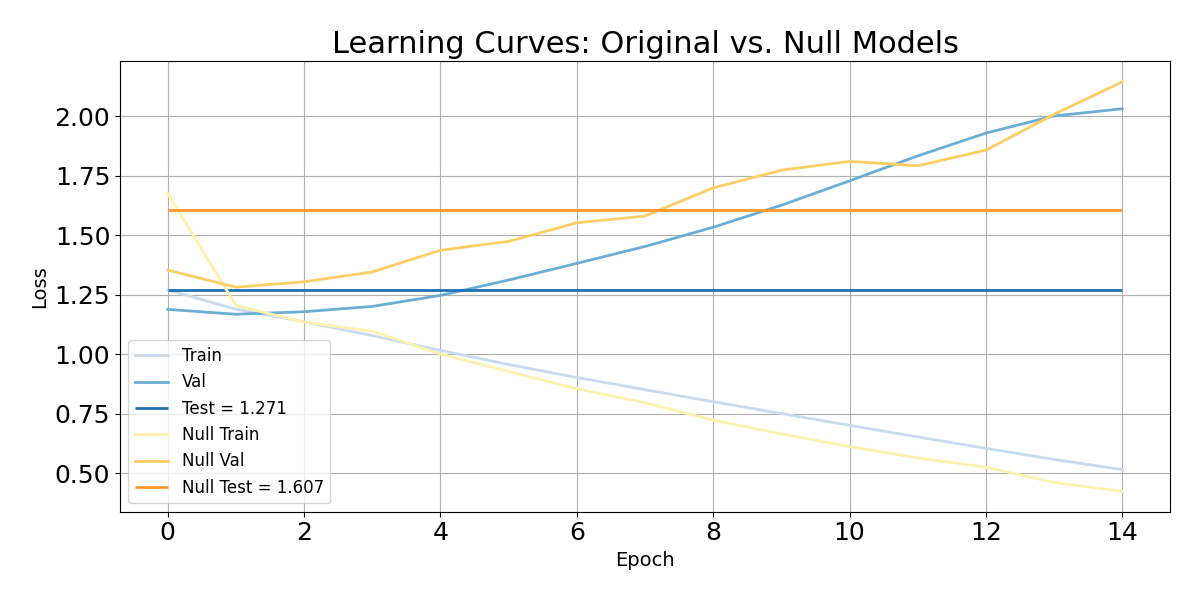 Learning Curves: Original vs. Null Models
2.00
1.75
1.50
1.25
1.00
0.75
0.50
Loss
Train
Val
Test = 1.271
Null Train
Null Val
Null Test = 1.607
0 2 4 6 8 10 12 14
Epoch